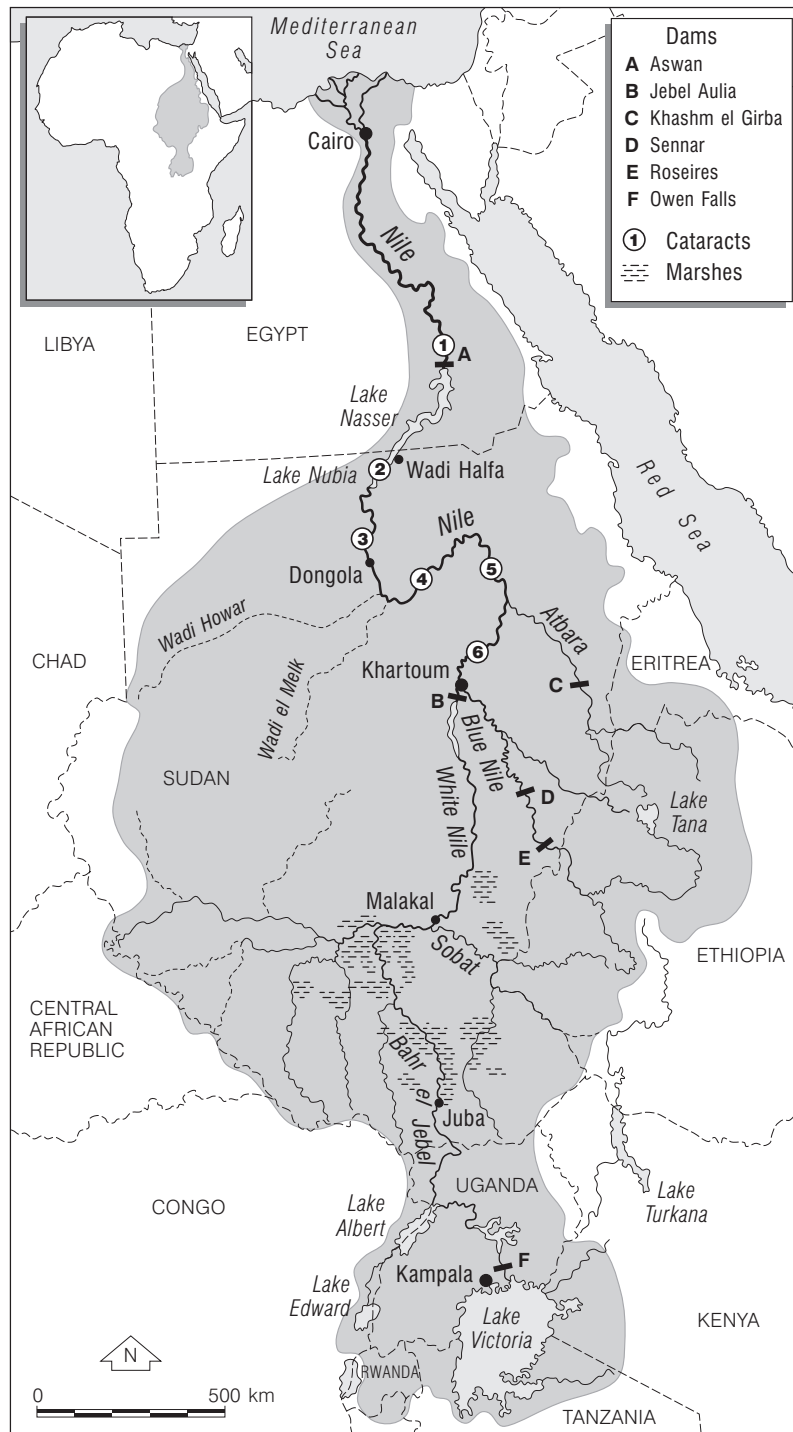 Mediterranean
Sea
Dams
A Aswan
B Jebel Aulia
C Khashm el Girba
D Sennar
E Roseires
F Owen Falls
1 Cataracts
Marshes
Cairo
Nile
LIBYA
EGYPT
1
A
Lake
Nasser
Red Sea
2
Wadi Halfa
Lake Nubia
Nile
3
Dongola
4
5
Wadi Howar
Atbara
CHAD
ERITREA
6
Khartoum
Wadi el Melk
B
C
Blue Nile
SUDAN
White Nile
D
Lake
Tana
E
Malakal
Sobat
ETHIOPIA
CENTRAL
AFRICAN
REPUBLIC
Bahr el Jebel
Juba
CONGO
UGANDA
Lake
Albert
Lake
Turkana
F
Kampala
Lake
Edward
Lake
Victoria
KENYA
N
RWANDA
0 500 km
TANZANIA